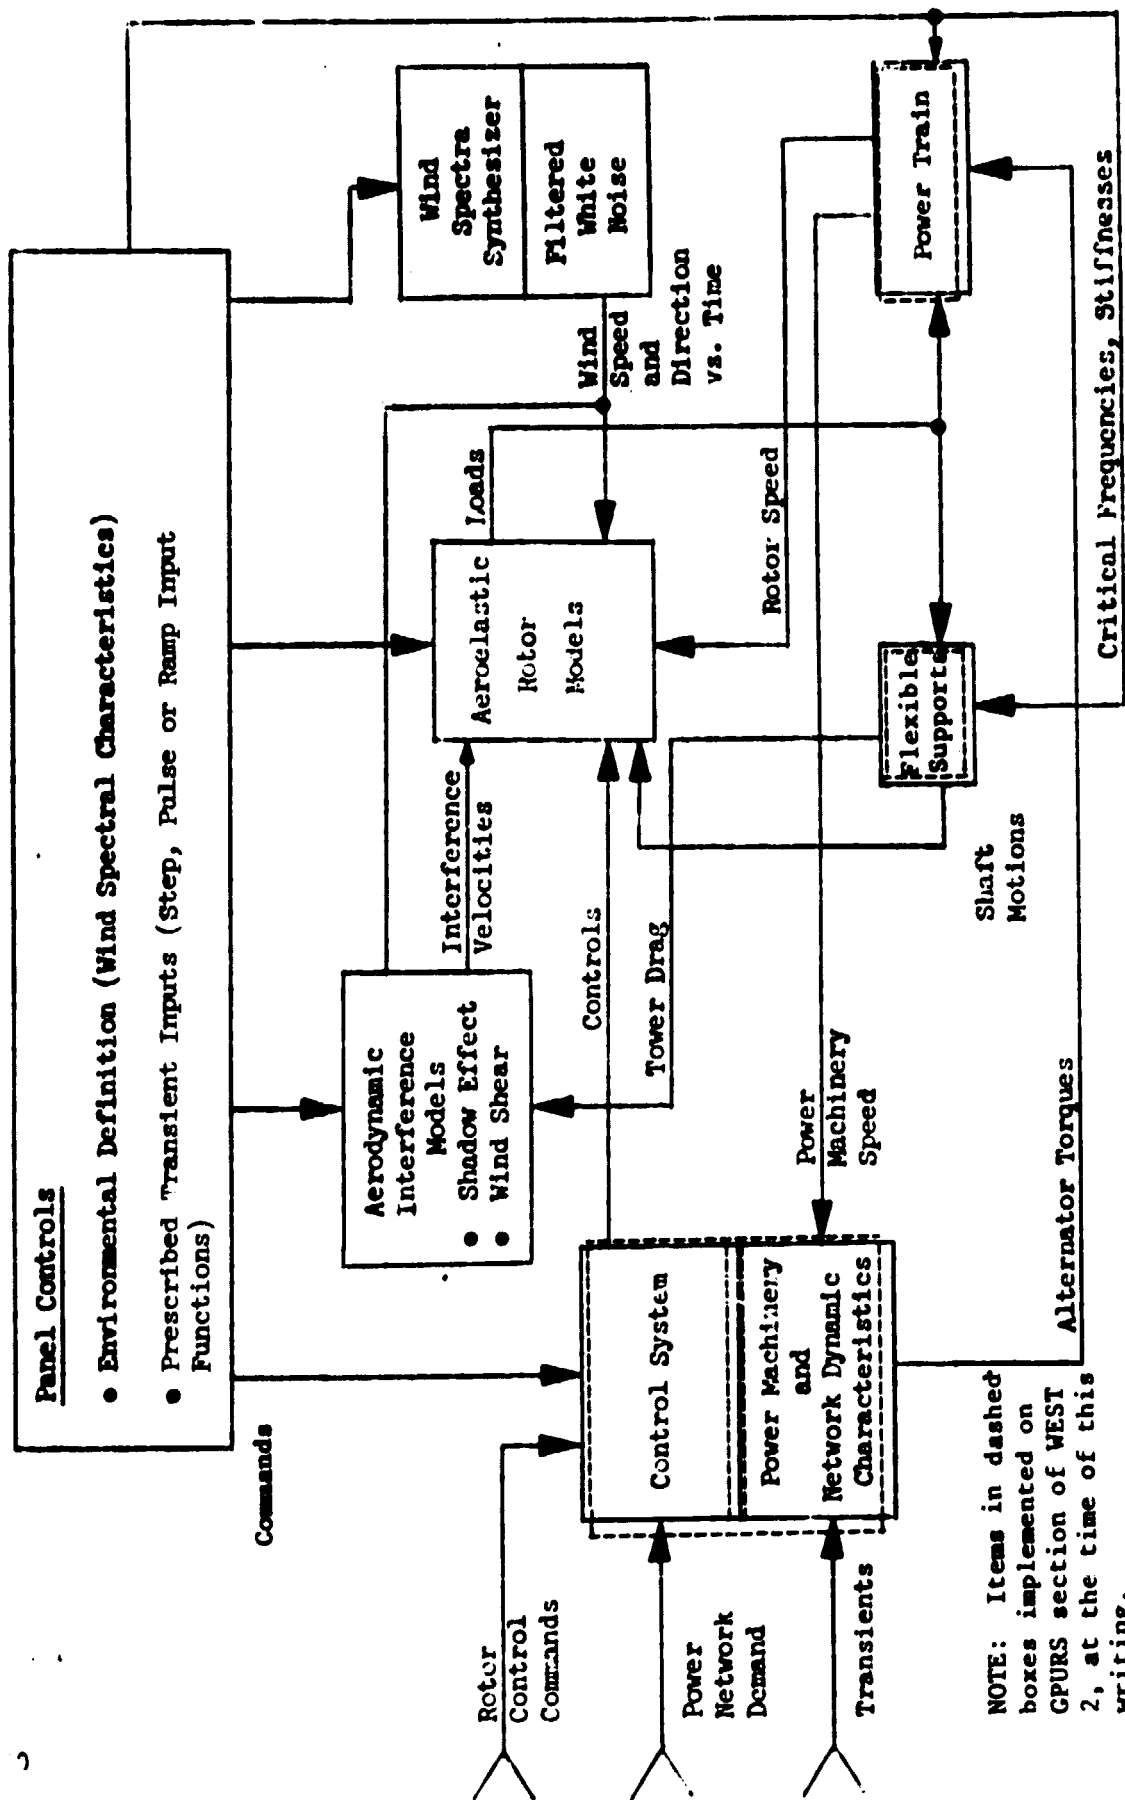 Panel Controls
● Environmental Definition (Wind Spectral Characteristics)
● Prescribed Transient Inputs (Step, Pulse or Ramp Input
Functions)
Commands
Rotor
Control
Commands
Power
Network
Demand
Transients
Control System
Power Machinery
and
Network Dynamic
Characteristics
Aerodynamic
Interference
Models
● Shadow Effect
● Wind Shear
Interference
Velocities
Controls
Tower Drag
Power
Machinery
Speed
Aeroelastic
Rotor
Models
Loads
Wind
Spectra
Synthesizer
Filtered
White
Noise
Wind
Speed
and
Direction
vs. Time
Rotor Speed
Power Train
Flexible
Supports
Shaft
Motions
Alternator Torques
Critical Frequencies, Stiffnesses
NOTE: Items in dashed
boxes implemented on
GPURS section of WEST
2, at the time of this
writing.